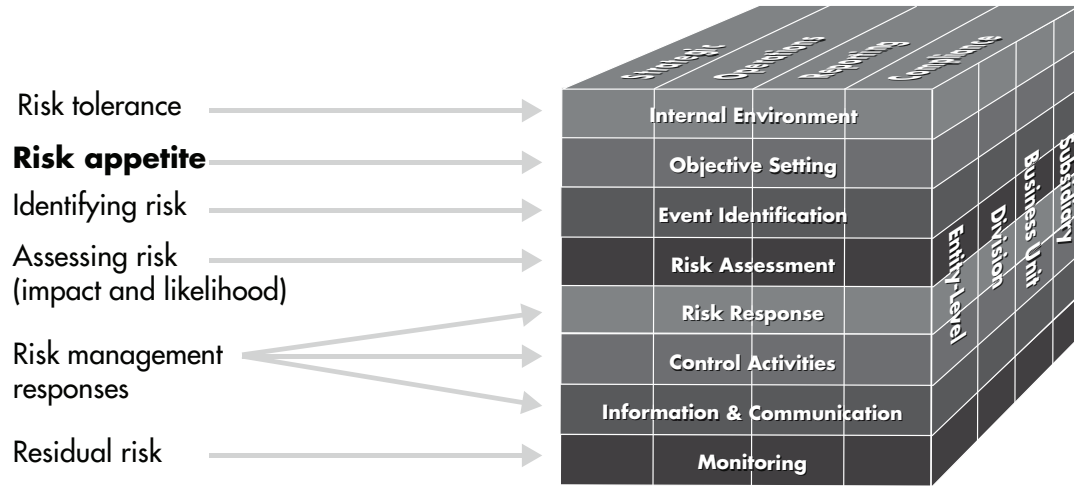 Strategic
Operations
Reporting
Compliance
Risk tolerance
Internal Environment
Risk appetite
Objective Setting
Identifying risk
Event Identification
Assessing risk
(impact and likelihood)
Risk Assessment
Risk Response
Risk management
responses
Control Activities
Information & Communication
Residual risk
Monitoring
Entity-Level
Division
Business Unit
Subsidiary